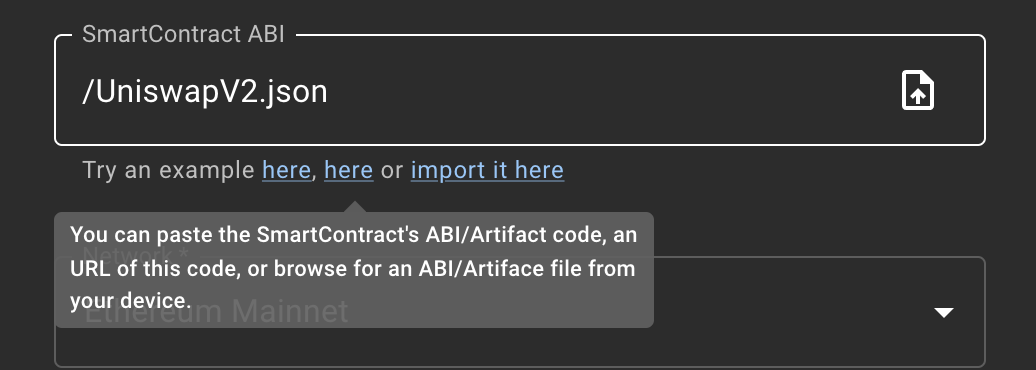 SmartContract ABI
/UniswapV2.json
Try an example here, here or import it here
You can paste the SmartContract's ABI/Artifact code, an
Network *
URL of this code, or browse for an ABI/Artiface file from
your device.
Ethereum Mainnet